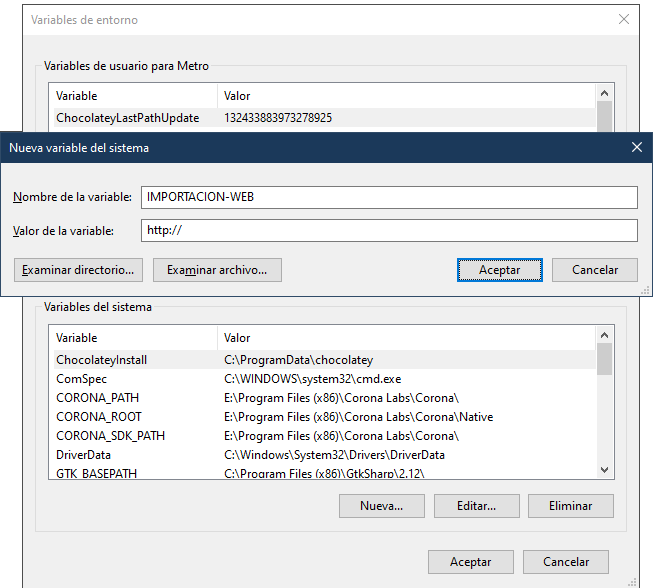 Variables de entorno
Variables de usuario para Metro
Variable Valor
ChocolateyLastPathUpdate 132433883973278925
Nueva variable del sistema
Nombre de la variable: IMPORTACION-WEB
Valor de la variable: http://
Examinar directorio... Examinar archivo... Aceptar Cancelar
Variables del sistema
Variable Valor
ChocolateyInstall C:\ProgramData\chocolatey
ComSpec C:\WINDOWS\system32\cmd.exe
CORONA_PATH E:\Program Files (x86)\Corona Labs\Corona\
CORONA_ROOT E:\Program Files (x86)\Corona Labs\Corona\Native
CORONA_SDK_PATH E:\Program Files (x86)\Corona Labs\Corona\
DriverData C:\Windows\System32\Drivers\DriverData
GTK_BASEPATH C:\Program Files (x86)\GtkSharp\2.12\
Nueva... Editar... Eliminar
Aceptar Cancelar